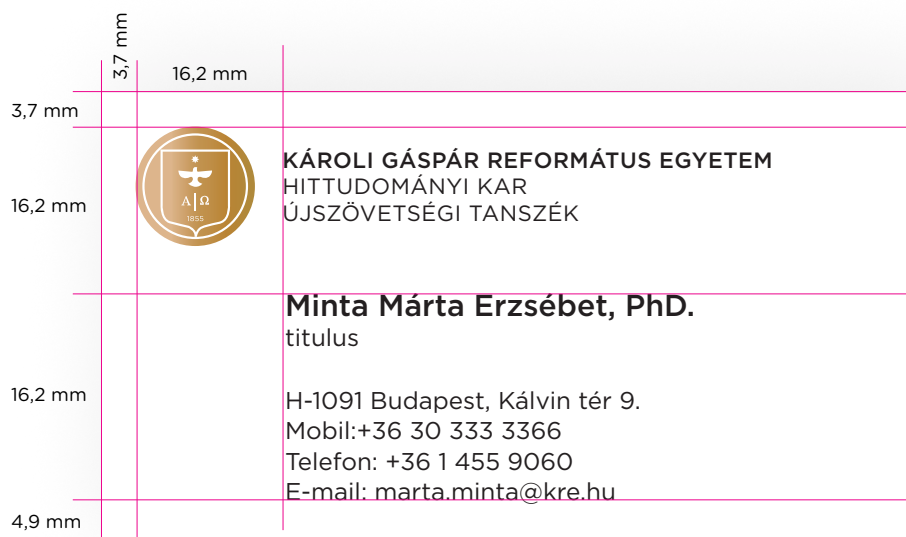 3,7 mm
16,2 mm
3,7 mm
16,2 mm
16,2 mm
4,9 mm
Α|Ω
1855
KÁROLI GÁSPÁR REFORMÁTUS EGYETEM
HITTUDOMÁNYI KAR
ÚJSZÖVETSÉGI TANSZÉK
Minta Márta Erzsébet, PhD.
titulus
H-1091 Budapest, Kálvin tér 9.
Mobil:+36 30 333 3366
Telefon: +36 1 455 9060
E-mail: marta.minta@kre.hu